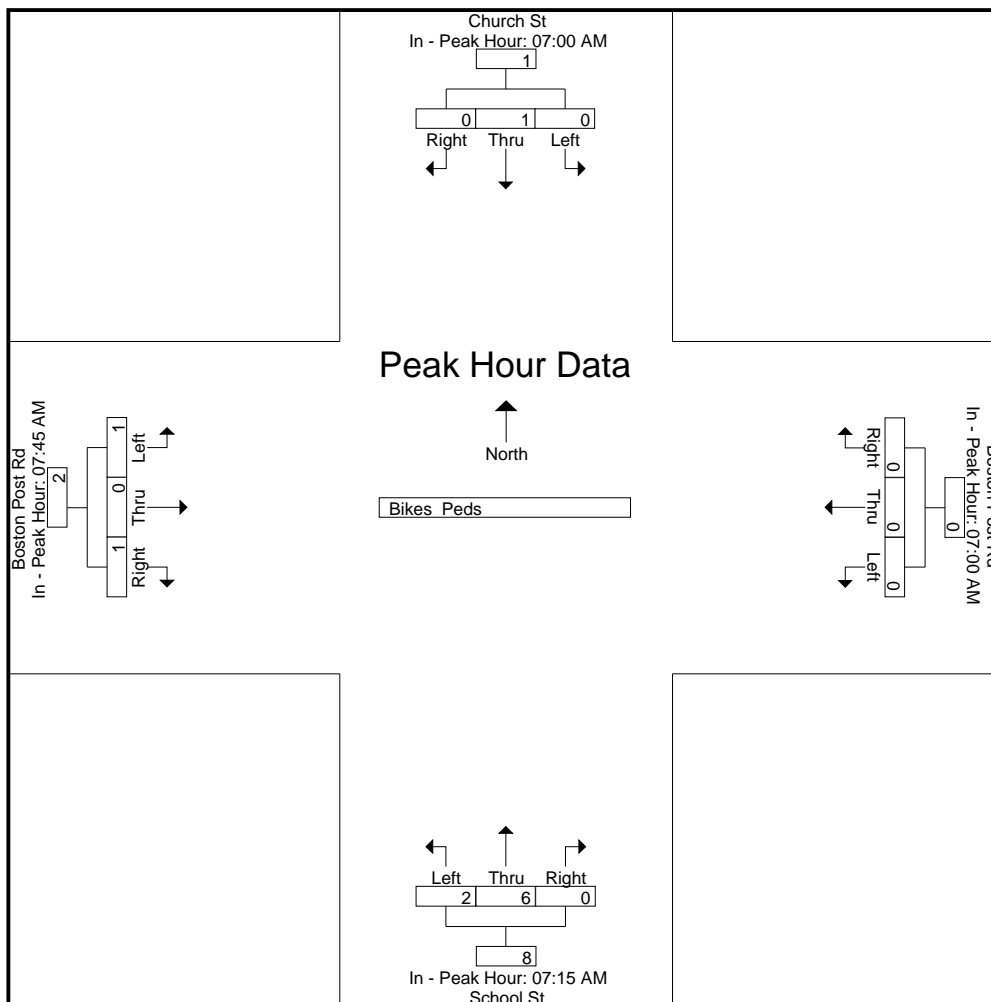 Church St
In - Peak Hour: 07:00 AM
1
0 1 0
Right Thru Left
Peak Hour Data
North
Bikes Peds
Boston Post Rd
In - Peak Hour: 07:45 AM
2
1 0 1
Left Thru Right
Boston Post Rd
In - Peak Hour: 07:00 AM
0
0 0 0
Right Thru Left
Left Thru Right
2 6 0
8
In - Peak Hour: 07:15 AM
School St